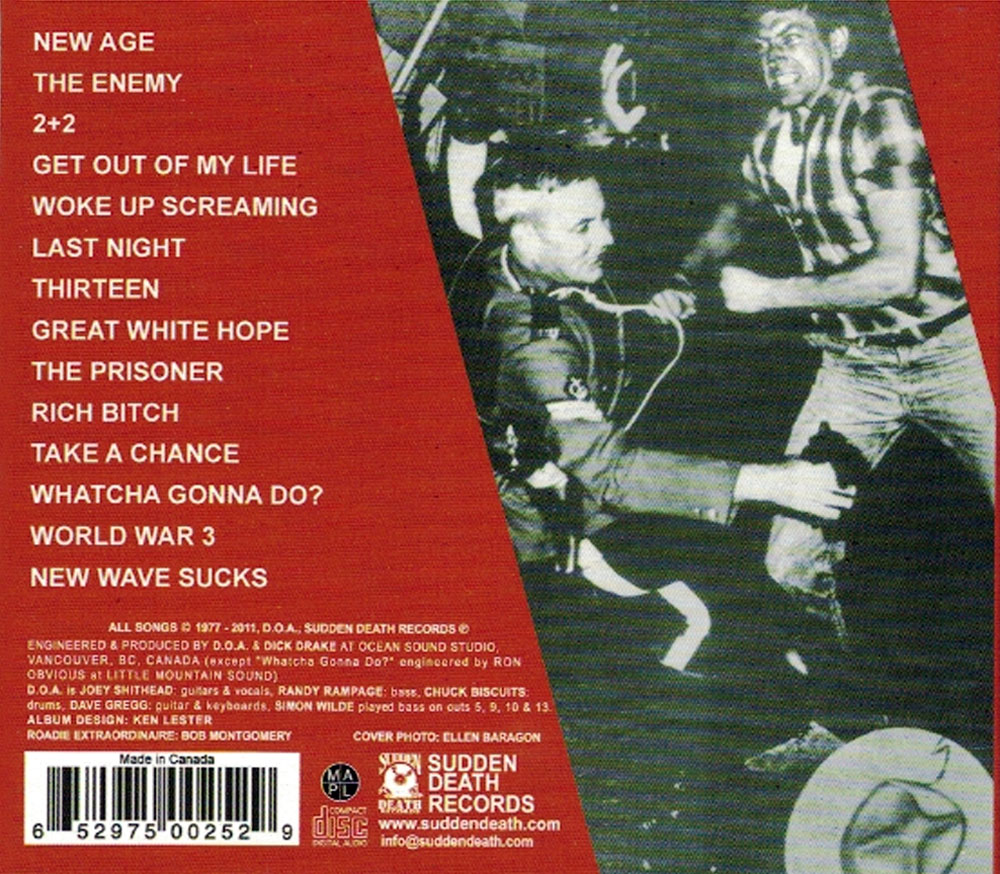 NEW AGE
THE ENEMY
2+2
GET OUT OF MY LIFE
WOKE UP SCREAMING
LAST NIGHT
THIRTEEN
GREAT WHITE HOPE
THE PRISONER
RICH BITCH
TAKE A CHANCE
WHATCHA GONNA DO?
WORLD WAR 3
NEW WAVE SUCKS
ALL SONGS © 1977 - 2011, D.O.A., SUDDEN DEATH RECORDS ℗
ENGINEERED & PRODUCED BY D.O.A. & DICK DRAKE AT OCEAN SOUND STUDIO,
VANCOUVER, BC, CANADA (except "Whatcha Gonna Do?" engineered by RON
OBVIOUS at LITTLE MOUNTAIN SOUND)
D.O.A. is JOEY SHITHEAD: guitars & vocals, RANDY RAMPAGE: bass, CHUCK BISCUITS:
drums, DAVE GREGG: guitar & keyboards, SIMON WILDE played bass on cuts 5, 9, 10 & 13
ALBUM DESIGN: KEN LESTER
ROADIE EXTRAORDINAIRE: BOB MONTGOMERY
COVER PHOTO: ELLEN BARAGON
Made in Canada
6 52975 00252 9
MA
PL
COMPACT
disc
DIGITAL AUDIO
SUDDEN
DEATH
SUDDEN
DEATH
RECORDS
www.suddendeath.com
info@suddendeath.com